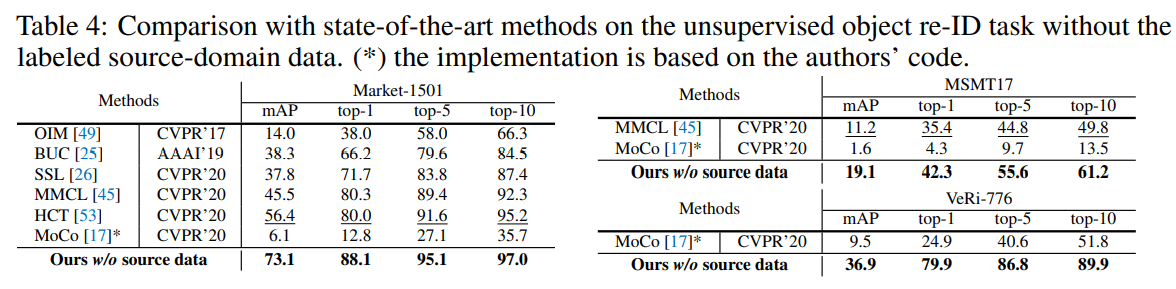 Table 4: Comparison with state-of-the-art methods on the unsupervised object re-ID task without the
labeled source-domain data. (*) the implementation is based on the authors' code.
Methods Market-1501
mAP top-1 top-5 top-10
OIM [49] CVPR'17 14.0 38.0 58.0 66.3
BUC [25] AAAI'19 38.3 66.2 79.6 84.5
SSL [26] CVPR'20 37.8 71.7 83.8 87.4
MMCL [45] CVPR'20 45.5 80.3 89.4 92.3
HCT [53] CVPR'20 56.4 80.0 91.6 95.2
MoCo [17]* CVPR'20 6.1 12.8 27.1 35.7
Ours w/o source data 73.1 88.1 95.1 97.0
Methods MSMT17
mAP top-1 top-5 top-10
MMCL [45] CVPR'20 11.2 35.4 44.8 49.8
MoCo [17]* CVPR'20 1.6 4.3 9.7 13.5
Ours w/o source data 19.1 42.3 55.6 61.2
Methods VeRi-776
mAP top-1 top-5 top-10
MoCo [17]* CVPR'20 9.5 24.9 40.6 51.8
Ours w/o source data 36.9 79.9 86.8 89.9